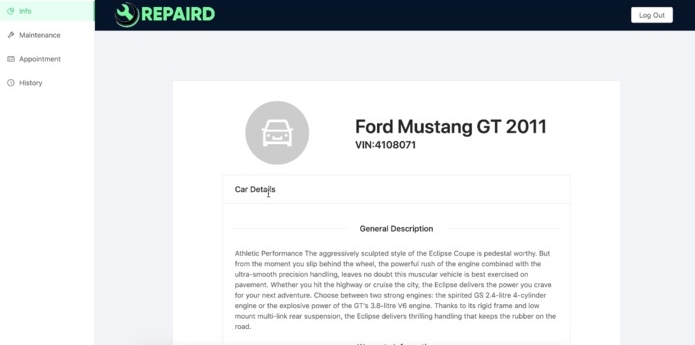 Info
REPAIRD
Log Out
Maintenance
Appointment
History
Ford Mustang GT 2011
VIN:4108071
Car Details
General Description
Athletic Performance The aggressively sculpted style of the Eclipse Coupe is pedestal worthy. But
from the moment you slip behind the wheel, the powerful rush of the engine combined with the
ultra-smooth precision handling, leaves no doubt this muscular vehicle is best exercised on
pavement. Whether you hit the highway or cruise the city, the Eclipse delivers the power you crave
for your next adventure. Choose between two strong engines: the spirited GS 2.4-litre 4-cylinder
engine or the explosive power of the GT's 3.8-litre V6 engine. Thanks to its rigid frame and low
mount multi-link rear suspension, the Eclipse delivers thrilling handling that keeps the rubber on the
road.